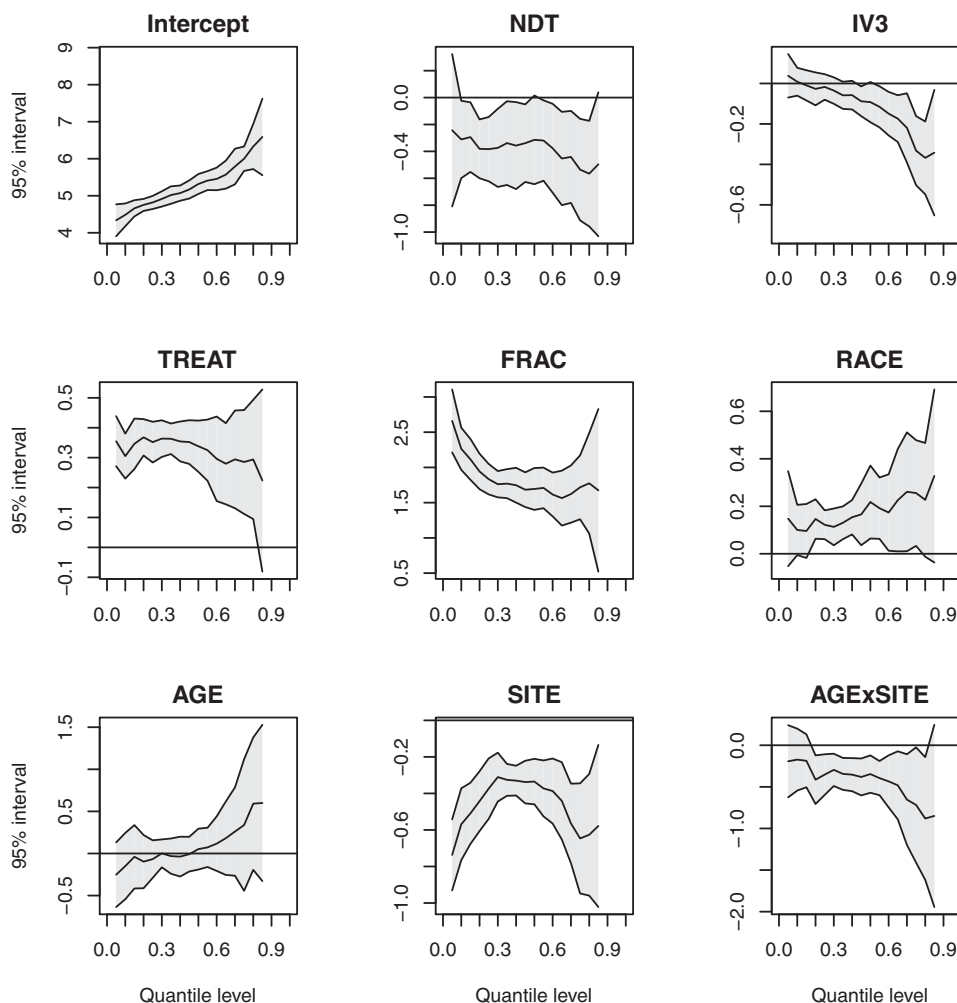 Intercept
NDT
IV3
95% interval
4 5 6 7 8 9
−1.0 −0.4 0.0
−0.6 −0.2
0.0 0.3 0.6 0.9
0.0 0.3 0.6 0.9
0.0 0.3 0.6 0.9
TREAT
FRAC
RACE
95% interval
−0.1 0.1 0.3 0.5
0.5 1.5 2.5
0.0 0.2 0.4 0.6
0.0 0.3 0.6 0.9
0.0 0.3 0.6 0.9
0.0 0.3 0.6 0.9
AGE
SITE
AGExSITE
95% interval
−0.5 0.5 1.5
−1.0 −0.6 −0.2
−2.0 −1.0 0.0
0.0 0.3 0.6 0.9
0.0 0.3 0.6 0.9
0.0 0.3 0.6 0.9
Quantile level
Quantile level
Quantile level